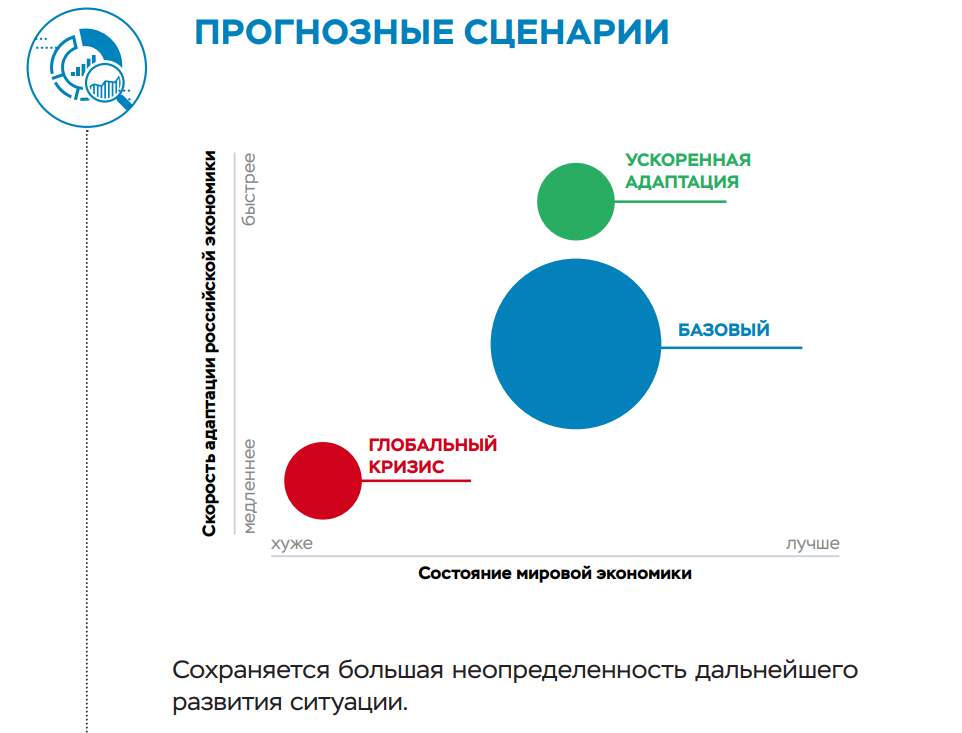 ПРОГНОЗНЫЕ СЦЕНАРИИ
Скорость адаптации российской экономики
быстрее
медленнее
УСКОРЕННАЯ
АДАПТАЦИЯ
БАЗОВЫЙ
ГЛОБАЛЬНЫЙ
КРИЗИС
хуже
лучше
Состояние мировой экономики
Сохраняется большая неопределенность дальнейшего
развития ситуации.